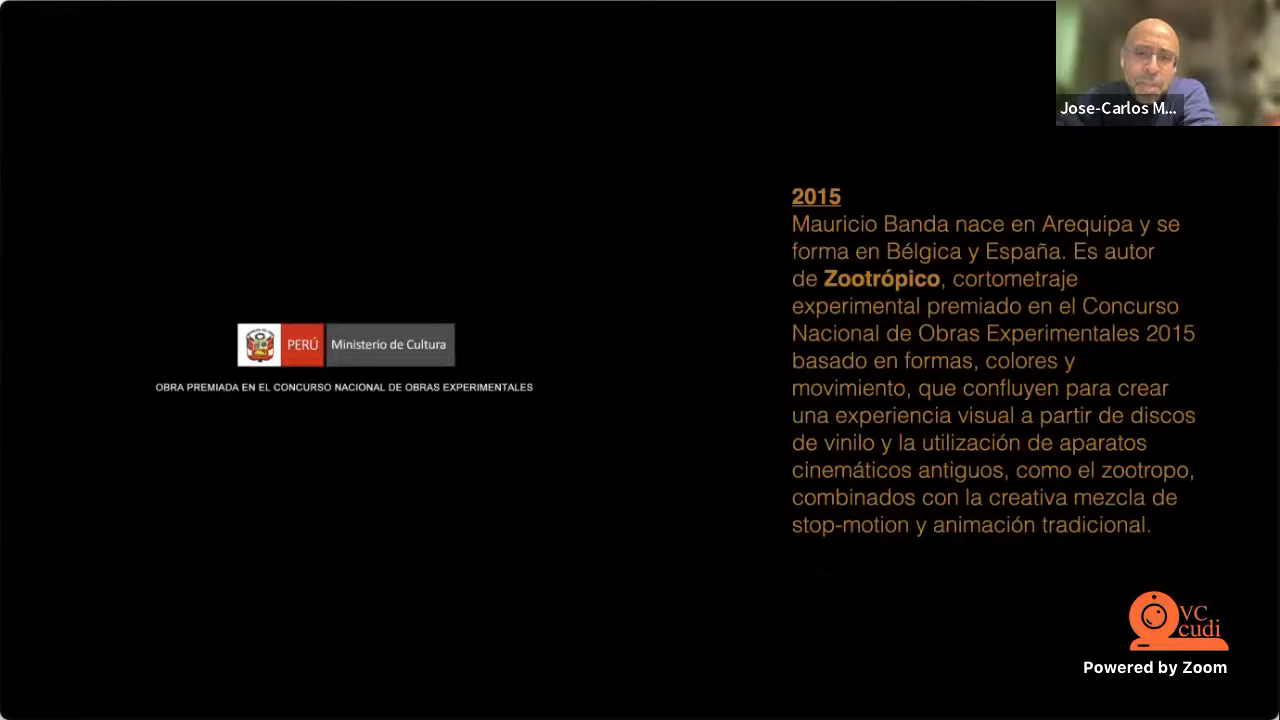 Jose-Carlos M...
2015
Mauricio Banda nace en Arequipa y se
forma en Bélgica y España. Es autor
de Zootrópico, cortometraje
experimental premiado en el Concurso
Nacional de Obras Experimentales 2015
basado en formas, colores y
movimiento, que confluyen para crear
una experiencia visual a partir de discos
de vinilo y la utilización de aparatos
cinemáticos antiguos, como el zootropo,
combinados con la creativa mezcla de
stop-motion y animación tradicional.
PERÚ Ministerio de Cultura
OBRA PREMIADA EN EL CONCURSO NACIONAL DE OBRAS EXPERIMENTALES
VC
cudi
Powered by Zoom